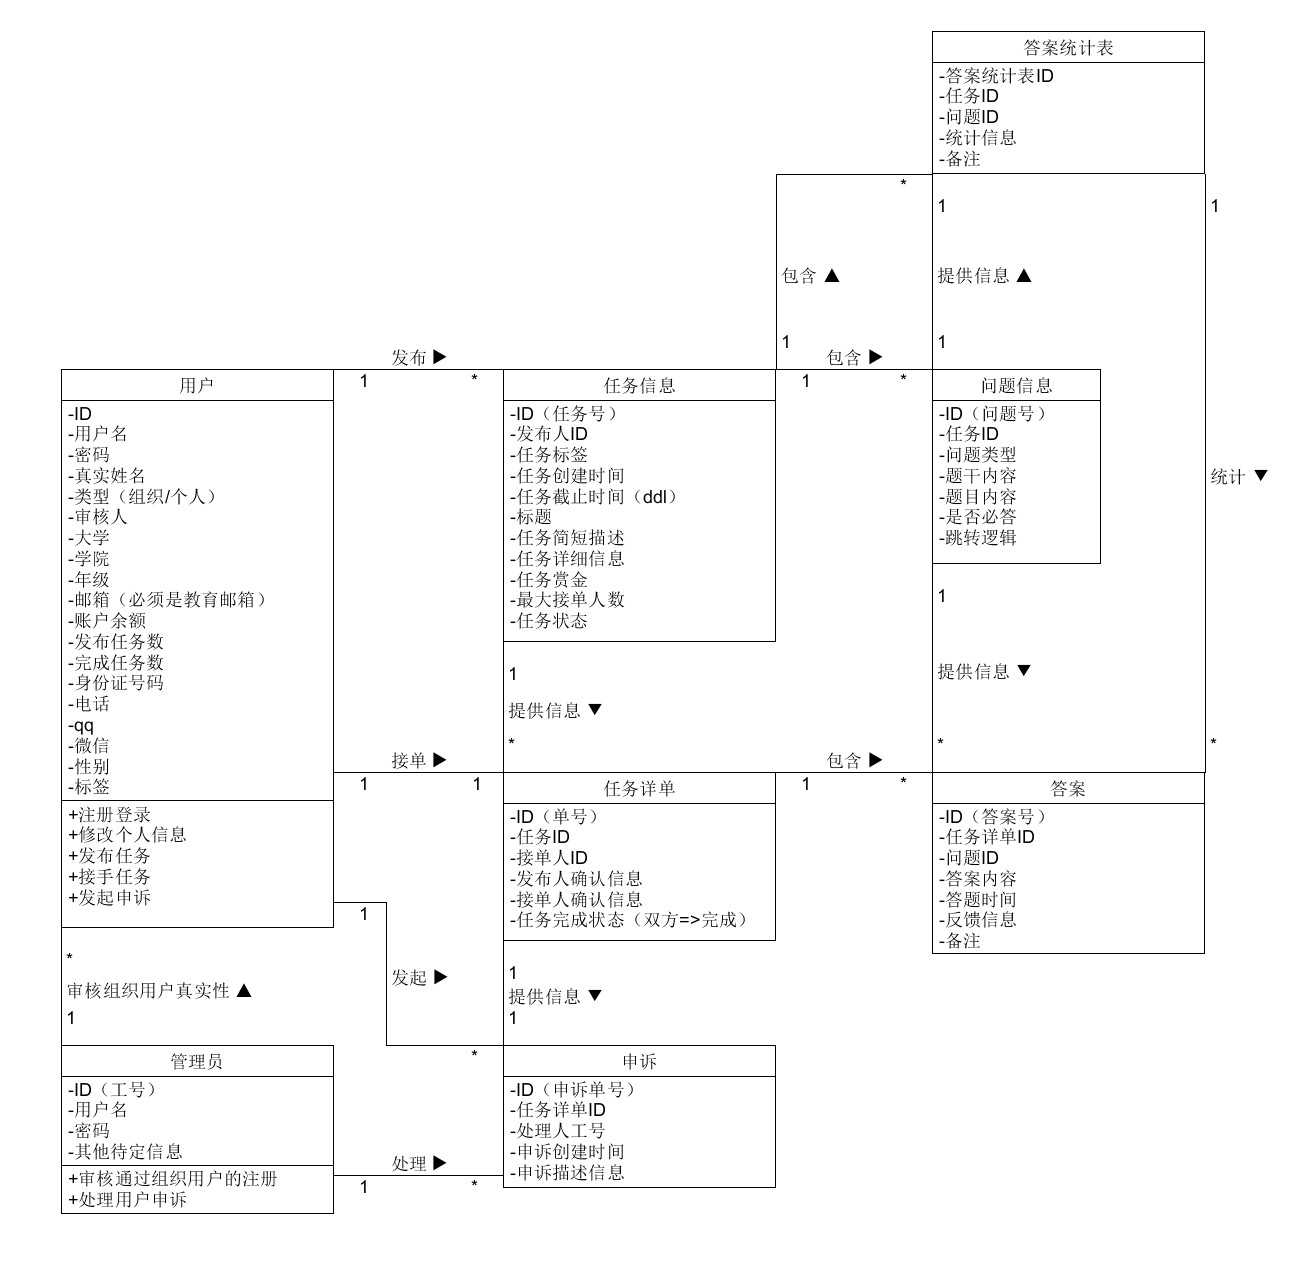 答案统计表
-答案统计表ID
-任务ID
-问题ID
-统计信息
-备注
*
1
1
包含 ▲
提供信息 ▲
1
1
发布 ▶
包含 ▶
1
*
1
*
用户
-ID
-用户名
-密码
-真实姓名
-类型（组织/个人）
-审核人
-大学
-学院
-年级
-邮箱（必须是教育邮箱）
-账户余额
-发布任务数
-完成任务数
-身份证号码
-电话
-qq
-微信
-性别
-标签
+注册登录
+修改个人信息
+发布任务
+接手任务
+发起申诉
任务信息
-ID（任务号）
-发布人ID
-任务标签
-任务创建时间
-任务截止时间（ddl）
-标题
-任务简短描述
-任务详细信息
-任务赏金
-最大接单人数
-任务状态
问题信息
-ID（问题号）
-任务ID
-问题类型
-题干内容
-题目内容
-是否必答
-跳转逻辑
统计 ▼
1
提供信息 ▼
*
1
提供信息 ▼
*
*
接单 ▶
包含 ▶
1
1
1
*
任务详单
-ID（单号）
-任务ID
-接单人ID
-发布人确认信息
-接单人确认信息
-任务完成状态（双方=>完成）
答案
-ID（答案号）
-任务详单ID
-问题ID
-答案内容
-答题时间
-反馈信息
-备注
1
发起 ▶
*
*
审核组织用户真实性 ▲
1
1
提供信息 ▼
1
管理员
-ID（工号）
-用户名
-密码
-其他待定信息
+审核通过组织用户的注册
+处理用户申诉
处理 ▶
1
*
申诉
-ID（申诉单号）
-任务详单ID
-处理人工号
-申诉创建时间
-申诉描述信息